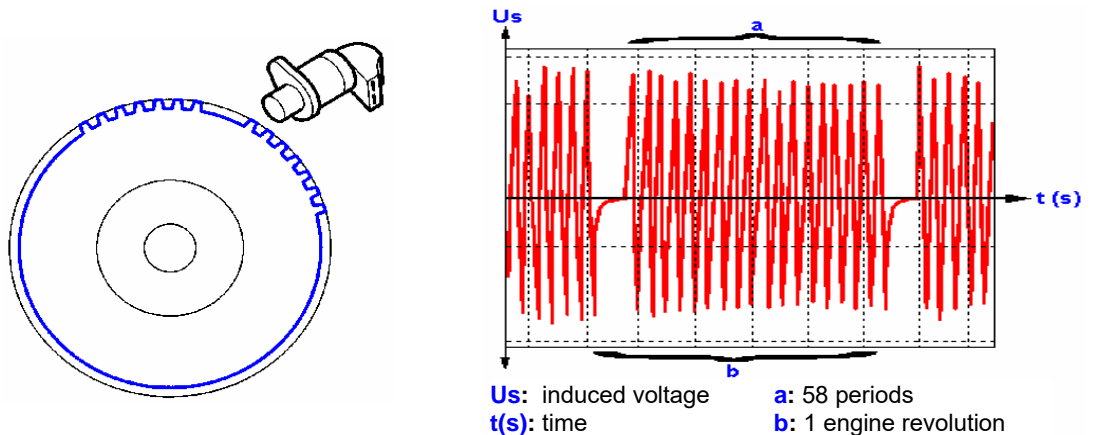 Us
a
t (s)
b
Us: induced voltage a: 58 periods
t(s): time b: 1 engine revolution